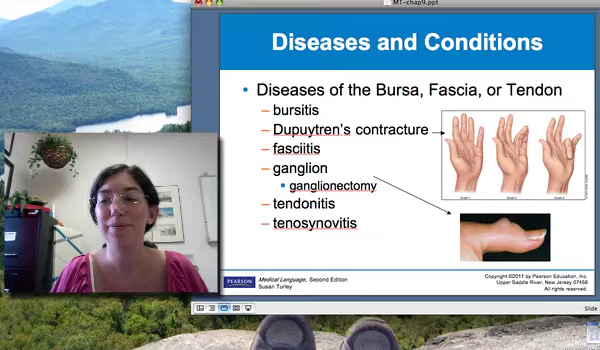 MT-chap9.ppt
Diseases and Conditions
• Diseases of the Bursa, Fascia, or Tendon
– bursitis
– Dupuytren's contracture
– fasciitis
– ganglion
▪ ganglionectomy
– tendonitis
– tenosynovitis
PEARSON
Medical Language, Second Edition
Susan Turley
Copyright ©2011 by Pearson Education, Inc.
Upper Saddle River, New Jersey 07458
All rights reserved.
Slide